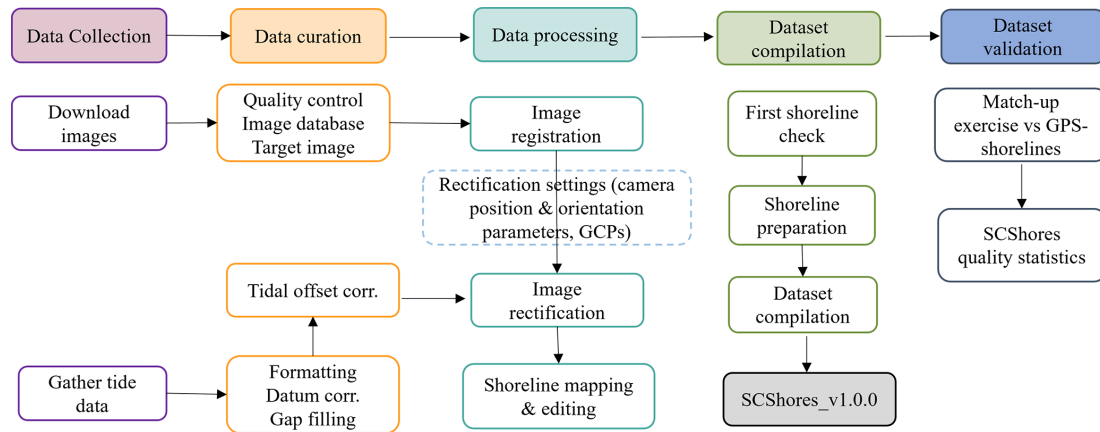 Data Collection
Data curation
Data processing
Dataset
compilation
Dataset
validation
Download
images
Quality control
Image database
Target image
Image
registration
First shoreline
check
Match-up
exercise vs GPS-
shorelines
Rectification settings (camera
position & orientation
parameters, GCPs)
Shoreline
preparation
SCShores
quality statistics
Tidal offset corr.
Image
rectification
Dataset
compilation
Gather tide
data
Formatting
Datum corr.
Gap filling
Shoreline mapping
& editing
SCShores_v1.0.0